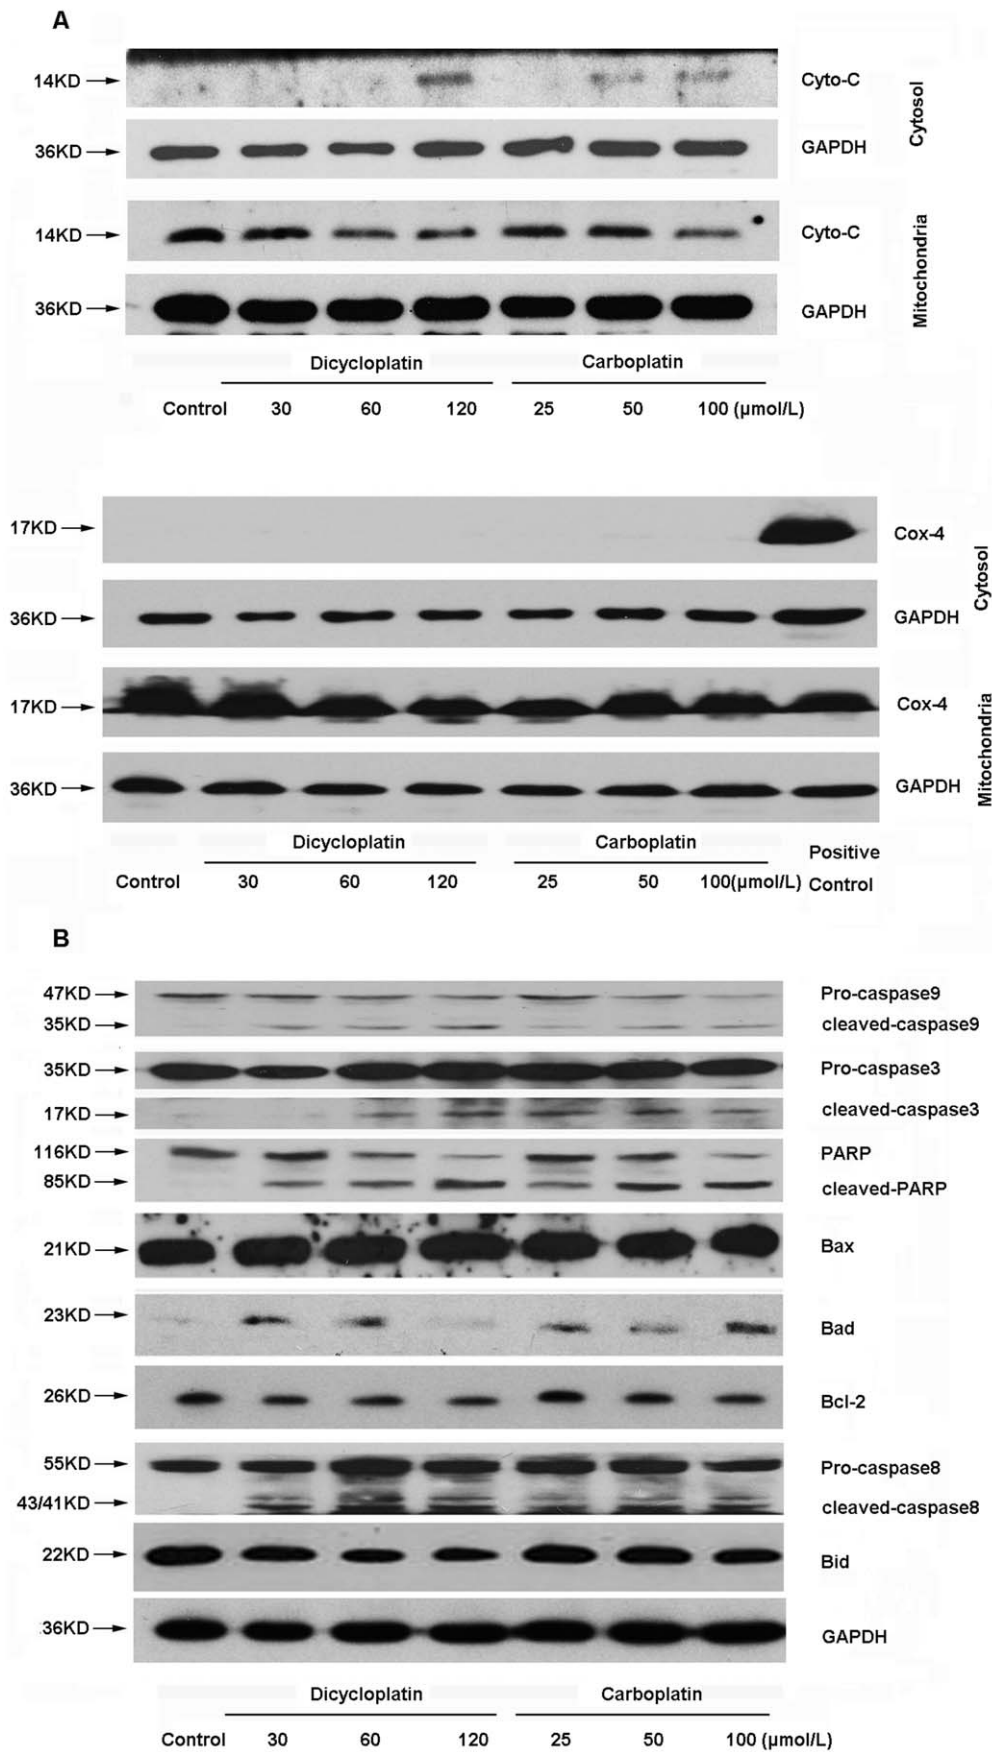 A
14KD Cyto-C
36KD GAPDH
Cytosol
14KD Cyto-C
36KD GAPDH
Mitochondria
Dicycloplatin Carboplatin
Control 30 60 120 25 50 100 (μmol/L)
17KD Cox-4
36KD GAPDH
Cytosol
17KD Cox-4
36KD GAPDH
Mitochondria
Dicycloplatin Carboplatin Positive
Control 30 60 120 25 50 100(μmol/L) Control
B
47KD Pro-caspase9
35KD cleaved-caspase9
35KD Pro-caspase3
17KD cleaved-caspase3
116KD PARP
85KD cleaved-PARP
21KD Bax
23KD Bad
26KD Bcl-2
55KD Pro-caspase8
43/41KD cleaved-caspase8
22KD Bid
36KD GAPDH
Dicycloplatin Carboplatin
Control 30 60 120 25 50 100 (μmol/L)